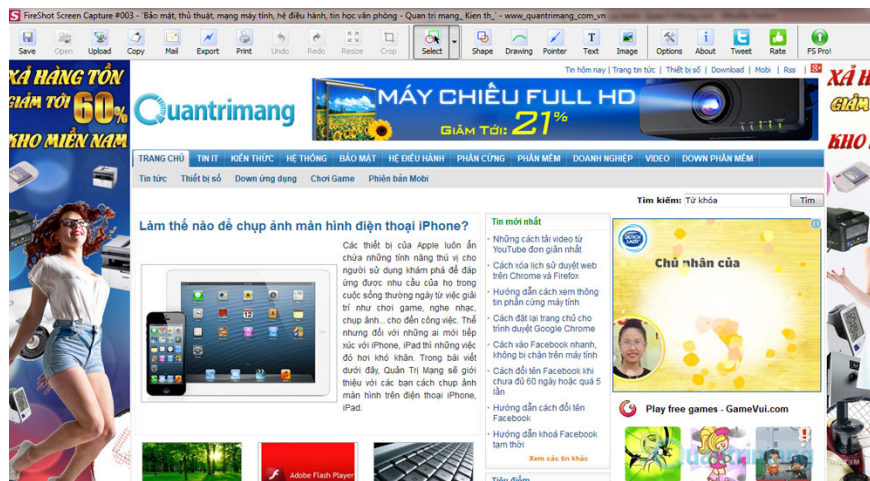 FireShot Screen Capture #003 - 'Bảo mật, thủ thuật, mạng máy tính, hệ điều hành, tin học văn phòng - Quan tri mang_ Kien th_' - www_quantrimang_com_vn
Save Open Upload Copy Mail Export Print Undo Redo Resize Crop Select Shape Drawing Pointer Text Image Options About Tweet Rate FS Pro!
Tin hôm nay | Trang tin tức | Thiết bị số | Download | Mobi | Rss |
XẢ HÀNG TỒN
GIẢM TỚI 60%
KHO MIỀN NAM
Quantrimang
MÁY CHIẾU FULL HD
GIẢM TỚI: 21%
XẢ H
GIẢM
KHO
TRANG CHỦ TIN IT KIẾN THỨC HỆ THỐNG BẢO MẬT HỆ ĐIỀU HÀNH PHẦN CỨNG PHẦN MỀM DOANH NGHIỆP VIDEO DOWN PHẦN MỀM
Tin tức Thiết bị số Down ứng dụng Chơi Game Phiên bản Mobi
Tìm kiếm: Từ khóa Tìm
Làm thế nào để chụp ảnh màn hình điện thoại iPhone?
Các thiết bị của Apple luôn ẩn
chứa những tính năng thú vị cho
người sử dụng khám phá để đáp
ứng được nhu cầu của họ trong
cuộc sống thường ngày từ việc giải
trí như chơi game, nghe nhạc,
chụp ảnh... cho đến công việc. Thế
nhưng đối với những ai mới tiếp
xúc với iPhone, iPad thì những việc
đó hơi khó khăn. Trong bài viết
dưới đây, Quản Trị Mạng sẽ giới
thiệu với các bạn cách chụp ảnh
màn hình trên điện thoại iPhone,
iPad.
Tin mới nhất
Những cách tải video từ
YouTube đơn giản nhất
Cách xóa lịch sử duyệt web
trên Chrome và Firefox
Hướng dẫn cách xem thông
tin phần cứng máy tính
Cách đặt lại trang chủ cho
trình duyệt Google Chrome
Cách vào Facebook nhanh,
không bị chặn trên máy tính
Cách đổi tên Facebook khi
chưa đủ 60 ngày hoặc quá 5
lần
Hướng dẫn cách đổi tên
Facebook
Hướng dẫn khoá Facebook
tạm thời
Xem các tin khác
Tiêu điểm
DUTCH
LADY
Chủ nhân của
Play free games - GameVui.com
Adobe Flash Player
Quantrimang